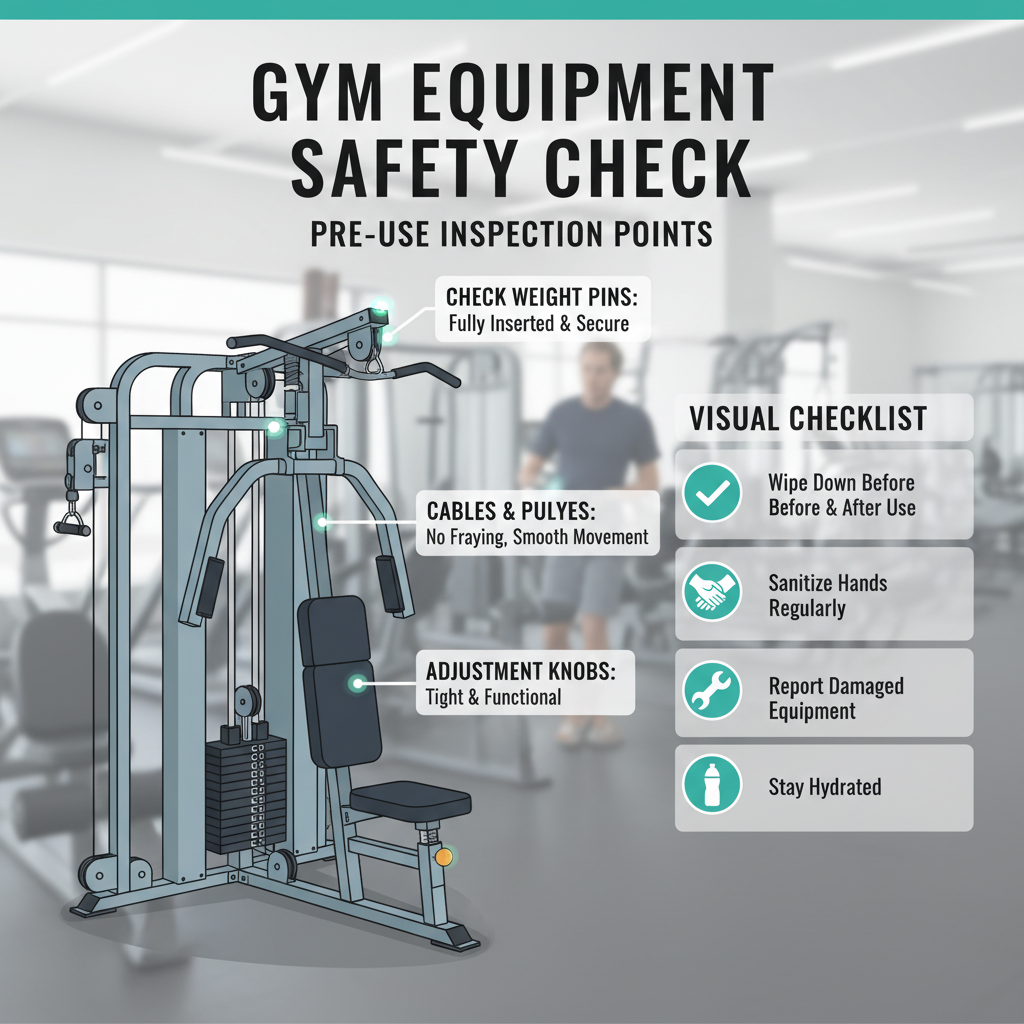 GYM EQUIPMENT
SAFETY CHECK
PRE-USE INSPECTION POINTS
CHECK WEIGHT PINS:
Fully Inserted & Secure
CABLES & PULYES:
No Fraying, Smooth Movement
ADJUSTMENT KNOBS:
Tight & Functional
VISUAL CHECKLIST
Wipe Down Before
Before & After Use
Sanitize Hands
Regularly
Report Damaged
Equipment
Stay Hydrated